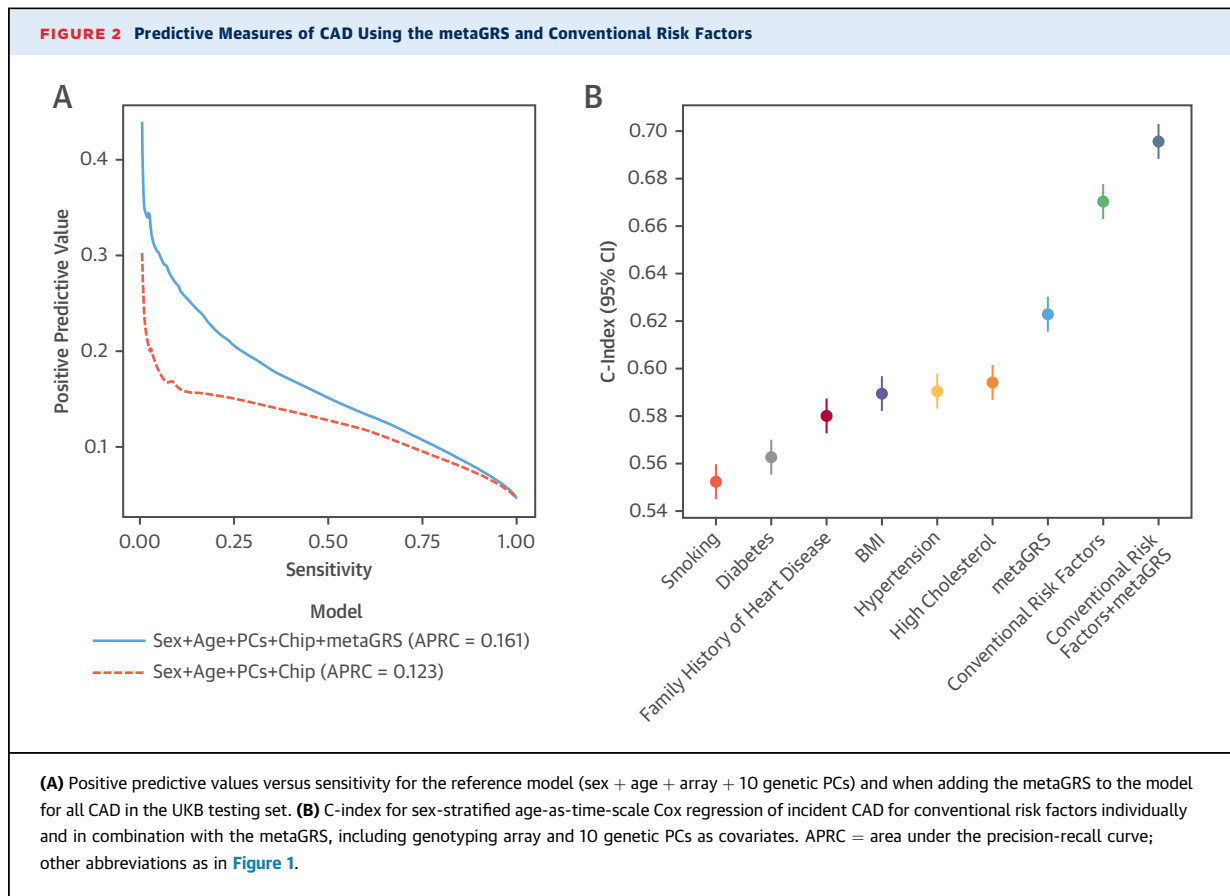 FIGURE 2 Predictive Measures of CAD Using the metaGRS and Conventional Risk Factors
A
Positive Predictive Value
0.4
0.3
0.2
0.1
0.00
0.25
0.50
0.75
1.00
Sensitivity
Model
Sex+Age+PCs+Chip+metaGRS (APRC = 0.161)
Sex+Age+PCs+Chip (APRC = 0.123)
B
C-Index (95% CI)
0.70
0.68
0.66
0.64
0.62
0.60
0.58
0.56
0.54
Smoking
Diabetes
Family History of Heart Disease
BMI
Hypertension
High Cholesterol
metaGRS
Conventional Risk Factors
Conventional Risk
Factors+metaGRS
(A) Positive predictive values versus sensitivity for the reference model (sex + age + array + 10 genetic PCs) and when adding the metaGRS to the model
for all CAD in the UKB testing set. (B) C-index for sex-stratified age-as-time-scale Cox regression of incident CAD for conventional risk factors individually
and in combination with the metaGRS, including genotyping array and 10 genetic PCs as covariates. APRC = area under the precision-recall curve;
other abbreviations as in Figure 1.